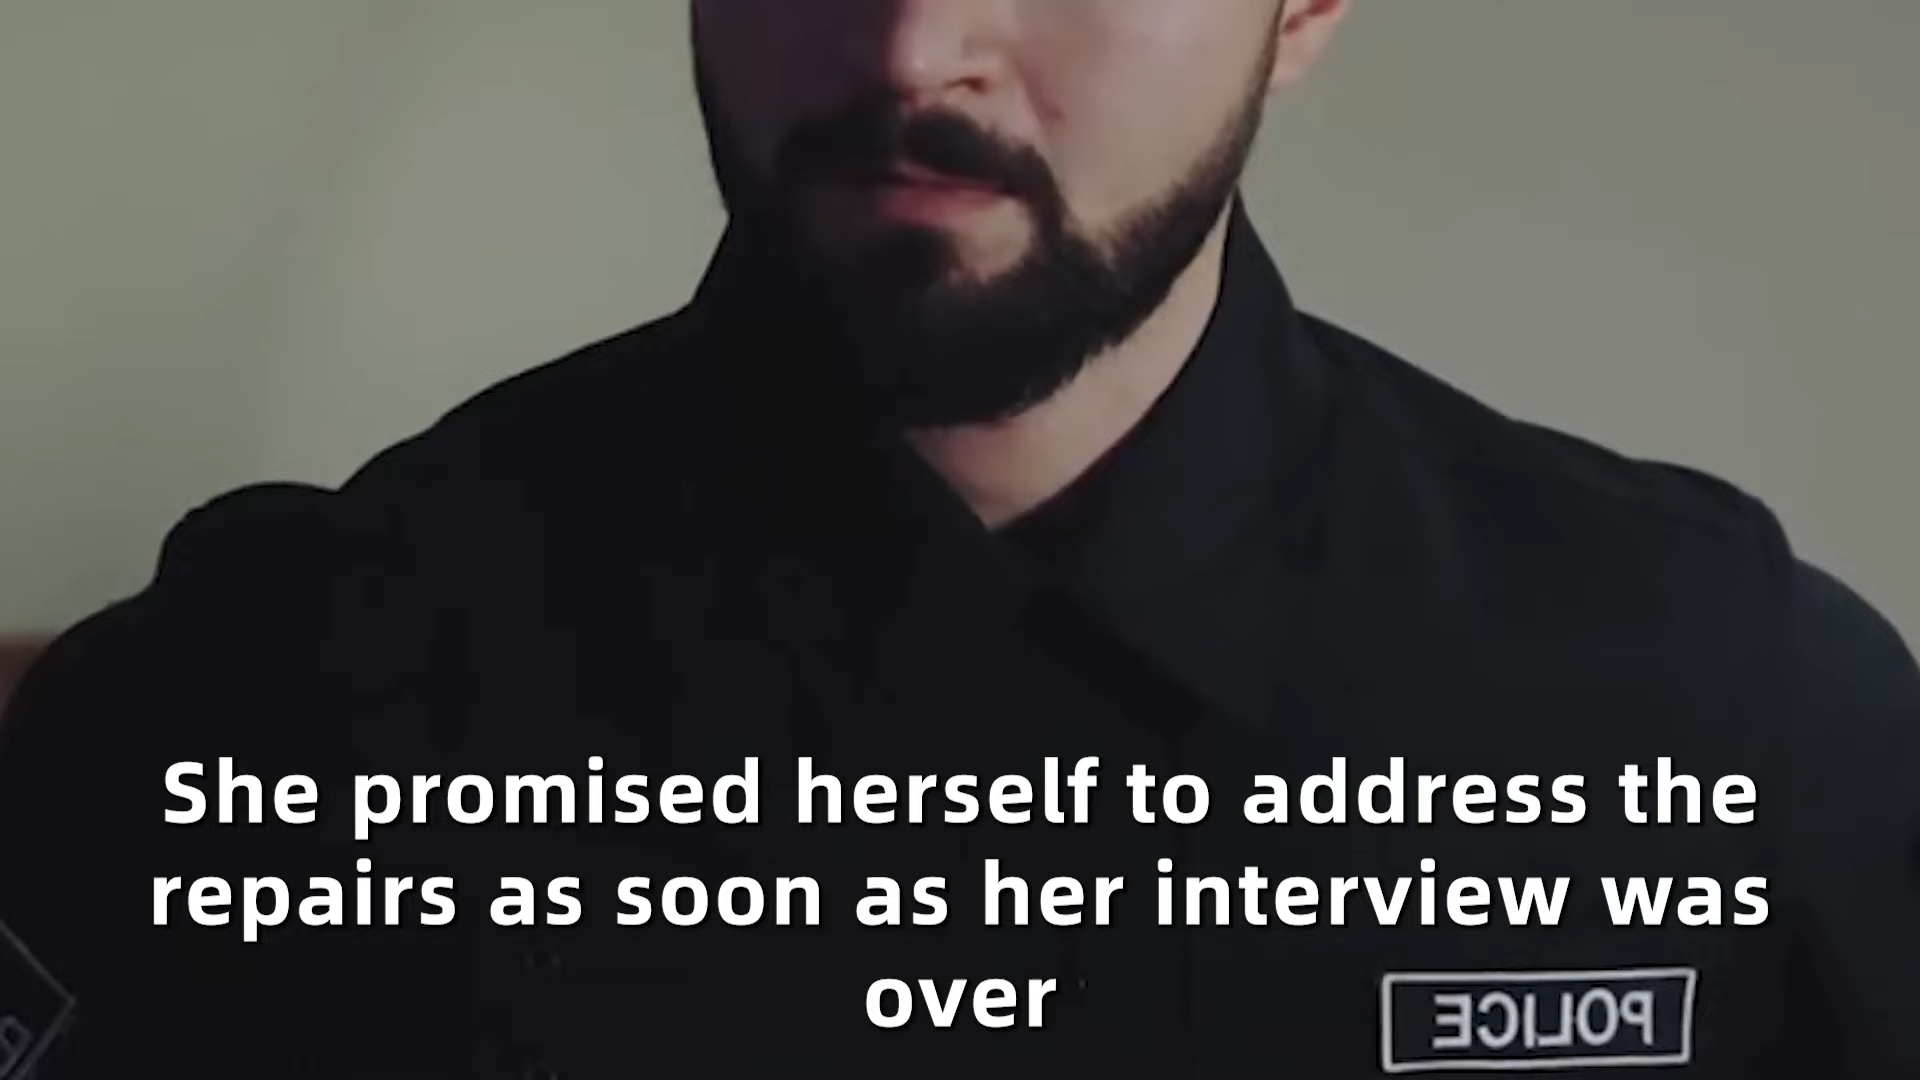 She promised herself to address the
repairs as soon as her interview was
over
POLICE